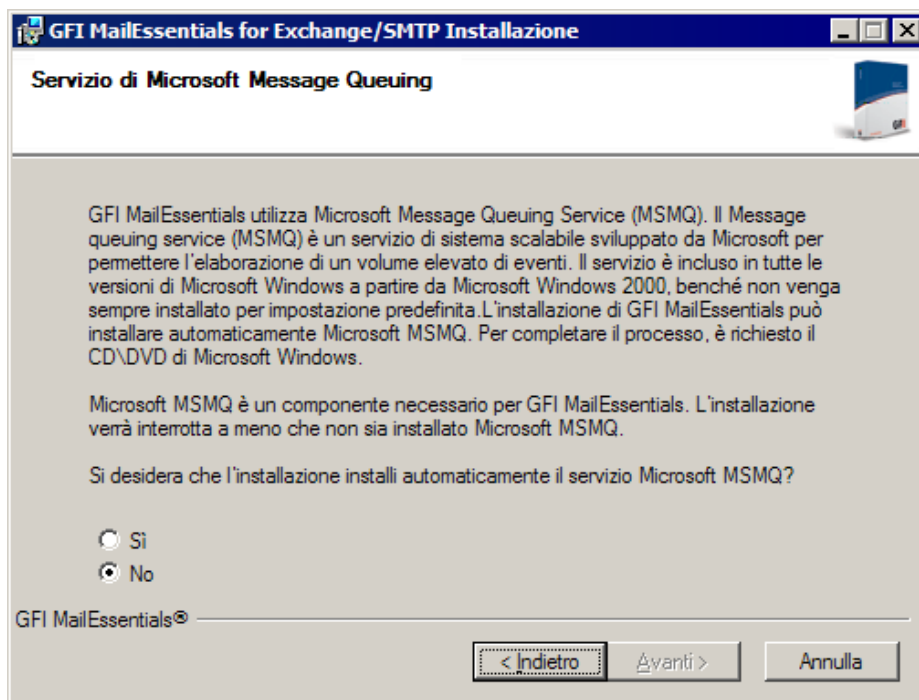 GFI MailEssentials for Exchange/SMTP Installazione
Servizio di Microsoft Message Queuing
GFI
GFI MailEssentials utilizza Microsoft Message Queuing Service (MSMQ). Il Message
queuing service (MSMQ) è un servizio di sistema scalabile sviluppato da Microsoft per
permettere l'elaborazione di un volume elevato di eventi. Il servizio è incluso in tutte le
versioni di Microsoft Windows a partire da Microsoft Windows 2000, benché non venga
sempre installato per impostazione predefinita.L'installazione di GFI MailEssentials può
installare automaticamente Microsoft MSMQ. Per completare il processo, è richiesto il
CD\DVD di Microsoft Windows.
Microsoft MSMQ è un componente necessario per GFI MailEssentials. L'installazione
verrà interrotta a meno che non sia installato Microsoft MSMQ.
Si desidera che l'installazione installi automaticamente il servizio Microsoft MSMQ?
Sì
No
GFI MailEssentials®
< Indietro
Avanti >
Annulla